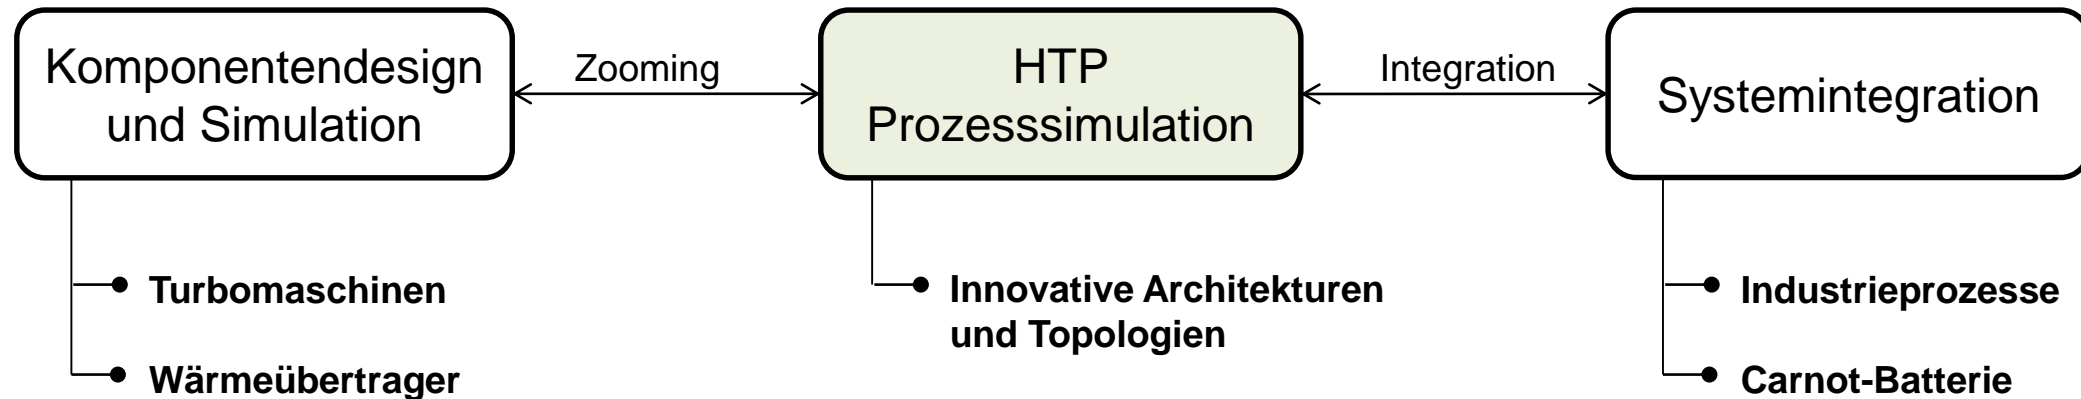 Komponentendesign
und Simulation
Zooming
HTP
Prozesssimulation
Integration
Systemintegration
Turbomaschinen
Wärmeübertrager
Innovative Architekturen
und Topologien
Industrieprozesse
Carnot-Batterie